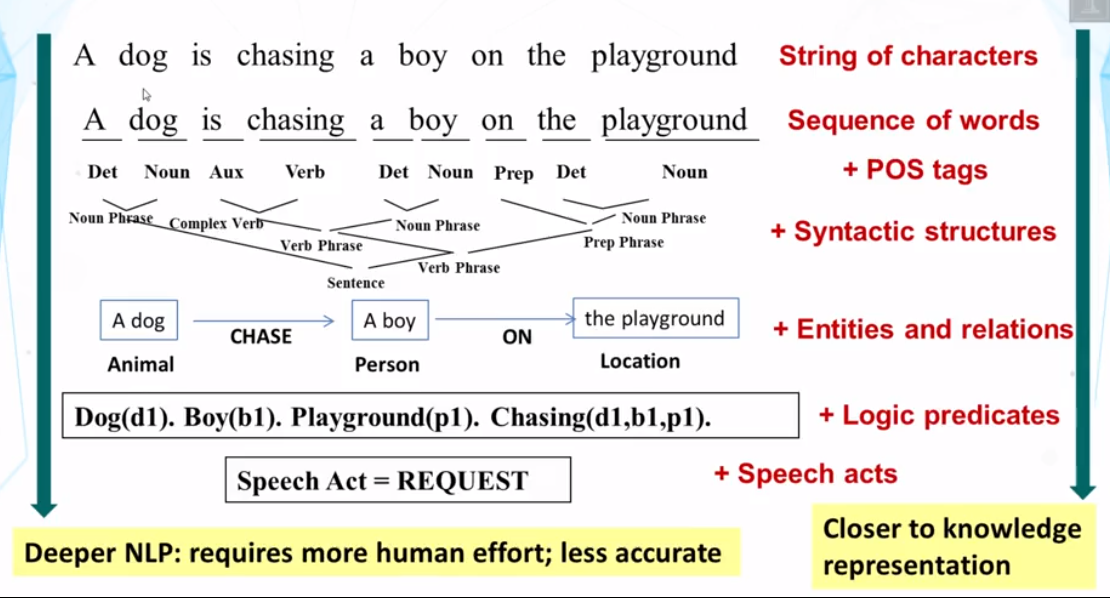 A dog is chasing a boy on the playground String of characters
A dog is chasing a boy on the playground Sequence of words
Det Noun Aux Verb Det Noun Prep Det Noun + POS tags
Noun Phrase Complex Verb Noun Phrase Noun Phrase
Verb Phrase Prep Phrase + Syntactic structures
Verb Phrase
Sentence
A dog CHASE A boy ON the playground + Entities and relations
Animal Person Location
Dog(d1). Boy(b1). Playground(p1). Chasing(d1,b1,p1). + Logic predicates
Speech Act = REQUEST + Speech acts
Deeper NLP: requires more human effort; less accurate
Closer to knowledge
representation